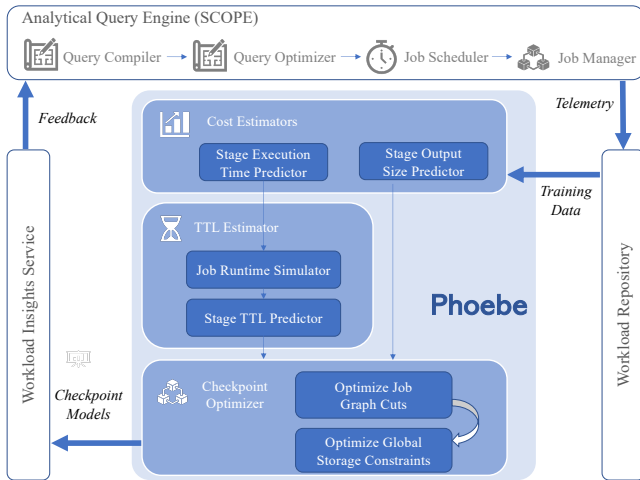 Analytical Query Engine (SCOPE)
Query Compiler
Query Optimizer
Job Scheduler
Job Manager
Feedback
Telemetry
Cost Estimators
Stage Execution
Time Predictor
Stage Output
Size Predictor
Training
Data
TTL Estimator
Job Runtime Simulator
Stage TTL Predictor
Phoebe
Workload Insights Service
Workload Repository
Checkpoint
Models
Checkpoint
Optimizer
Optimize Job
Graph Cuts
Optimize Global
Storage Constraints